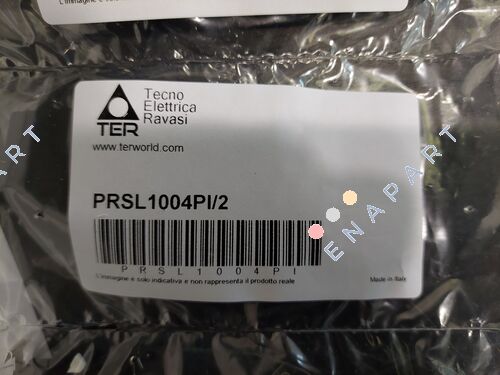 Tecno
Elettrica
Ravasi
TER
www.terworld.com
PRSL1004PI/2
PRSL1004PI
L'immagine è solo indicativa e non rappresenta il prodotto reale
Made in Italy
ENAPART
ENAPART